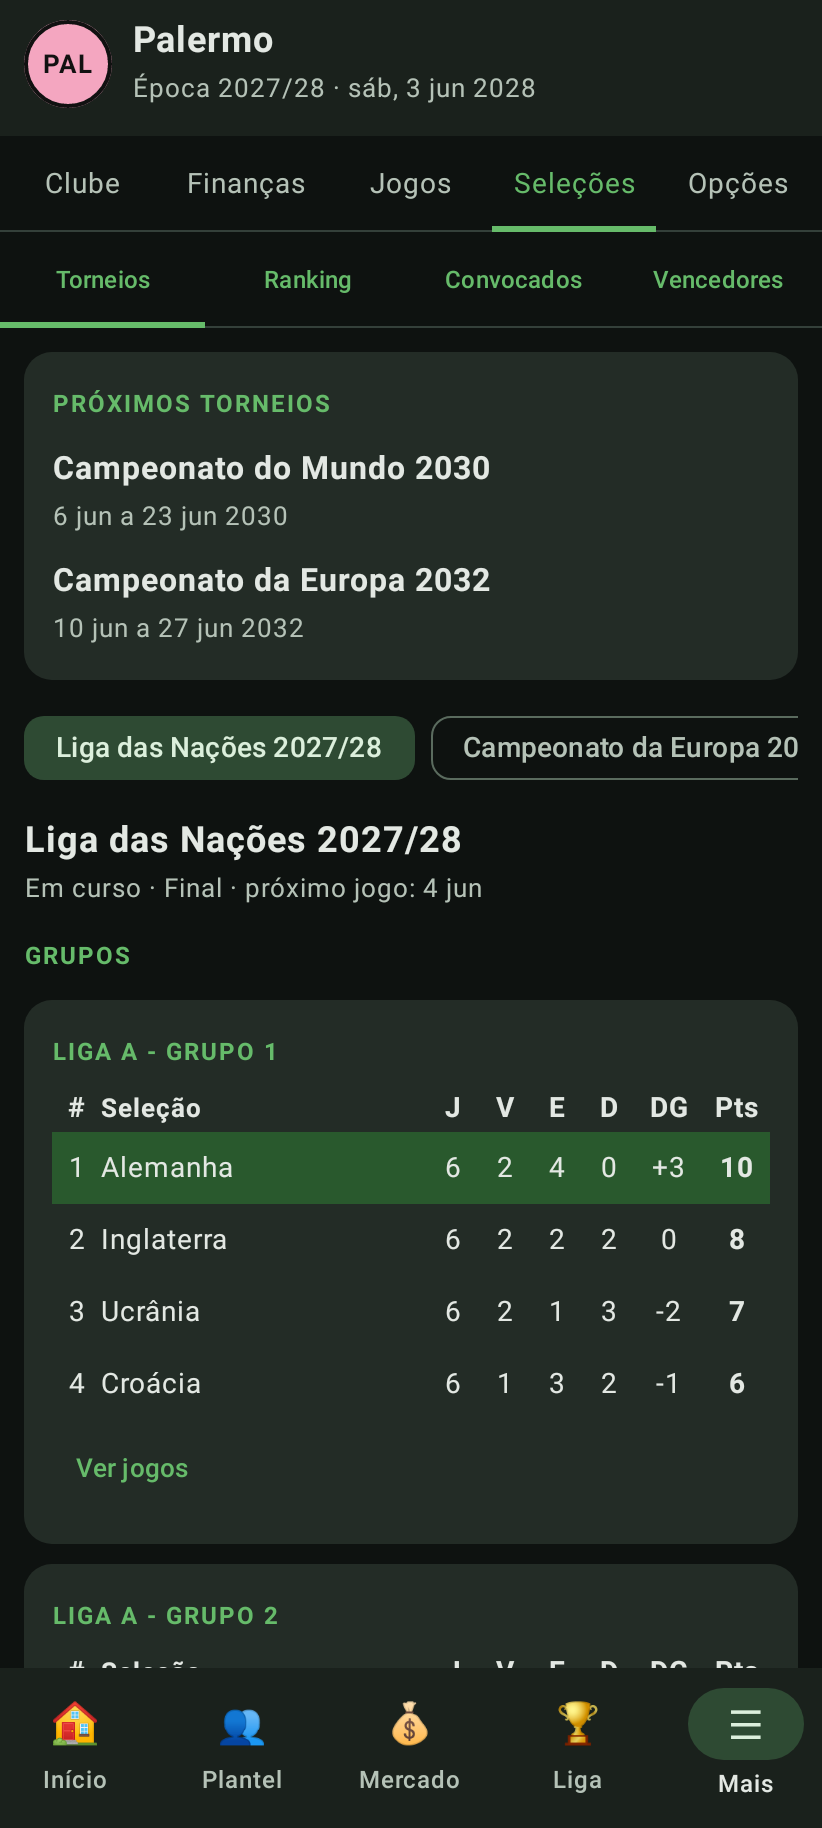 PAL
Palermo
Época 2027/28 · sáb, 3 jun 2028
Clube Finanças Jogos Seleções Opções
Torneios Ranking Convocados Vencedores
PRÓXIMOS TORNEIOS
Campeonato do Mundo 2030
6 jun a 23 jun 2030
Campeonato da Europa 2032
10 jun a 27 jun 2032
Liga das Nações 2027/28 Campeonato da Europa 20
Liga das Nações 2027/28
Em curso · Final · próximo jogo: 4 jun
GRUPOS
LIGA A - GRUPO 1
# Seleção J V E D DG Pts
1 Alemanha 6 2 4 0 +3 10
2 Inglaterra 6 2 2 2 0 8
3 Ucrânia 6 2 1 3 -2 7
4 Croácia 6 1 3 2 -1 6
Ver jogos
LIGA A - GRUPO 2
# Seleção J V E D DG Pts
Início Plantel Mercado Liga Mais